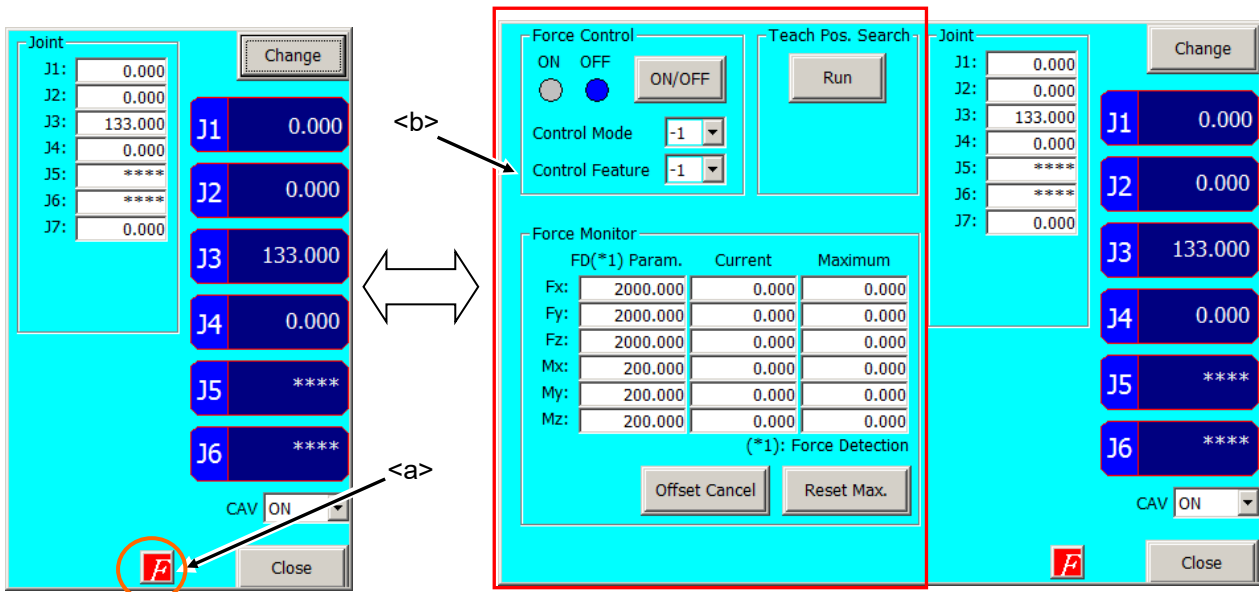 Joint
Change
J1: 0.000
J2: 0.000
J3: 133.000
J4: 0.000
J5: ****
J6: ****
J7: 0.000
J1 0.000
J2 0.000
J3 133.000
J4 0.000
J5 ****
J6 ****
CAV ON
F
Close
<a>
<b>
Force Control
ON OFF
ON/OFF
Control Mode -1
Control Feature -1
Teach Pos. Search
Run
Force Monitor
FD(*1) Param. Current Maximum
Fx: 2000.000 0.000 0.000
Fy: 2000.000 0.000 0.000
Fz: 2000.000 0.000 0.000
Mx: 200.000 0.000 0.000
My: 200.000 0.000 0.000
Mz: 200.000 0.000 0.000
(*1): Force Detection
Offset Cancel Reset Max.
Joint
Change
J1: 0.000
J2: 0.000
J3: 133.000
J4: 0.000
J5: ****
J6: ****
J7: 0.000
J1 0.000
J2 0.000
J3 133.000
J4 0.000
J5 ****
J6 ****
CAV ON
F
Close